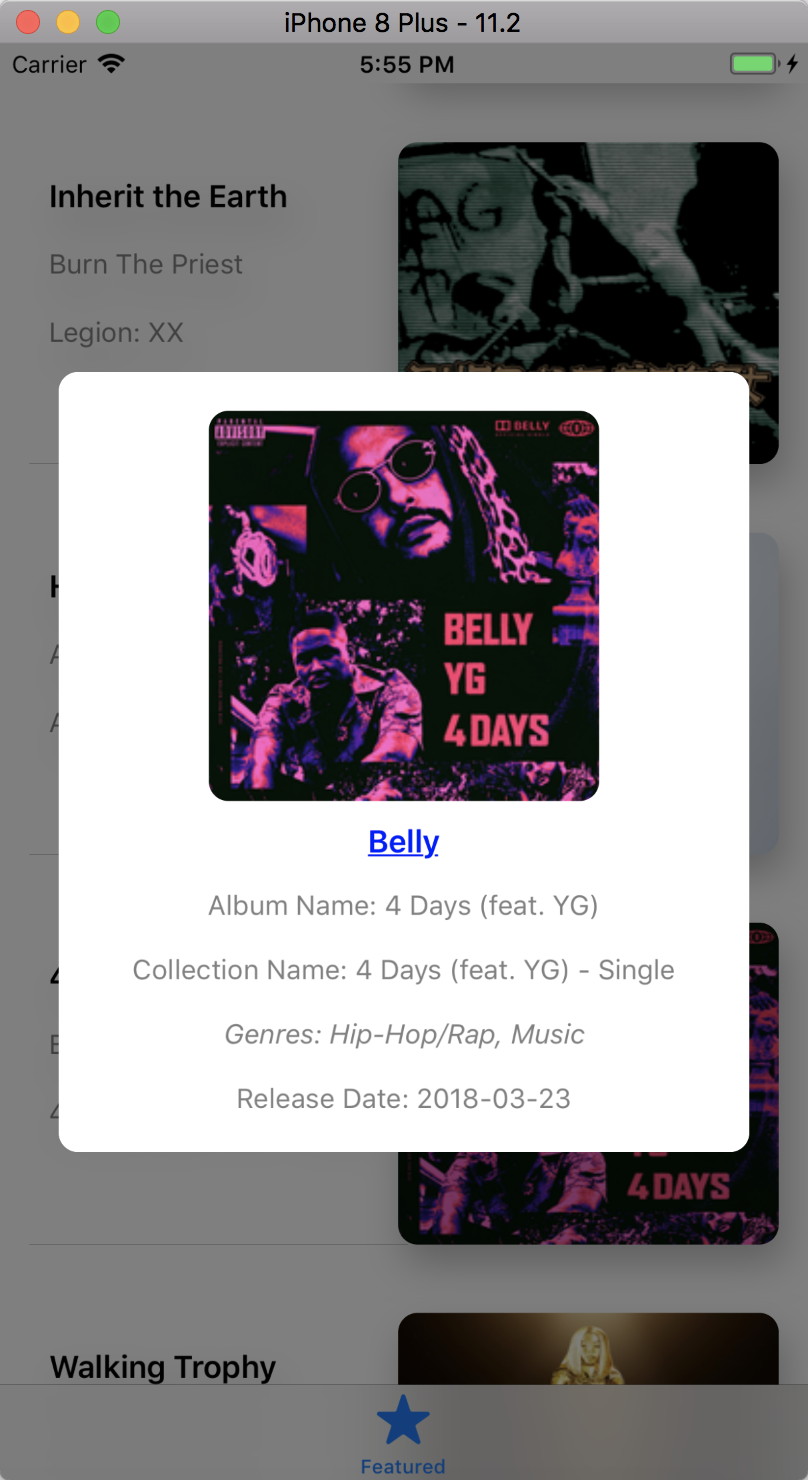 iPhone 8 Plus - 11.2
Carrier
5:55 PM
Inherit the Earth
Burn The Priest
Legion: XX
PARENTAL
ADVISORY
EXPLICIT CONTENT
BELLY
BELLY
YG
4 DAYS
Belly
Album Name: 4 Days (feat. YG)
Collection Name: 4 Days (feat. YG) - Single
Genres: Hip-Hop/Rap, Music
Release Date: 2018-03-23
4 DAYS
Walking Trophy
Featured